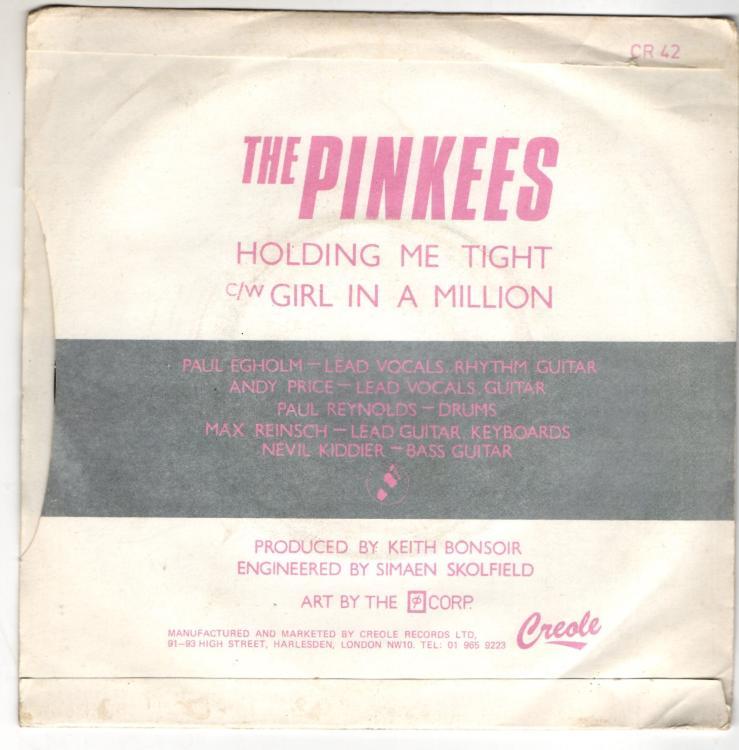 CR 42
THE PINKEES
HOLDING ME TIGHT
c/w GIRL IN A MILLION
PAUL EGHOLM — LEAD VOCALS, RHYTHM GUITAR
ANDY PRICE — LEAD VOCALS, GUITAR
PAUL REYNOLDS — DRUMS
MAX REINSCH — LEAD GUITAR, KEYBOARDS
NEVIL KIDDIER — BASS GUITAR
PRODUCED BY KEITH BONSOIR
ENGINEERED BY SIMAEN SKOLFIELD
ART BY THE CORP.
MANUFACTURED AND MARKETED BY CREOLE RECORDS LTD,
91–93 HIGH STREET, HARLESDEN, LONDON NW10. TEL: 01 965 9223
Creole